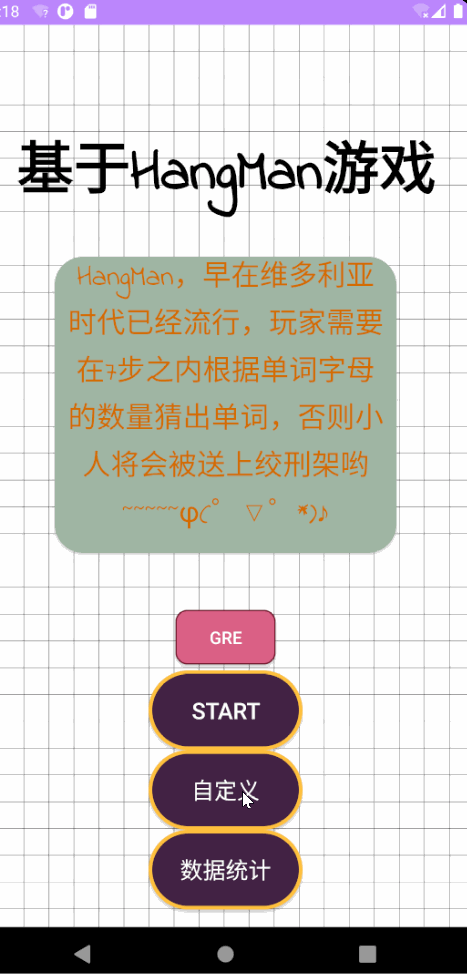 :18
基于HangMan游戏
HangMan，早在维多利亚
时代已经流行，玩家需要
在7步之内根据单词字母
的数量猜出单词，否则小
人将会被送上绞刑架哟
~~~~~φ(゜▽゜*)♪
GRE
START
自定义
数据统计